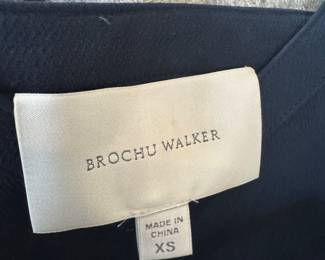 BROCHU WALKER
MADE IN
CHINA
XS